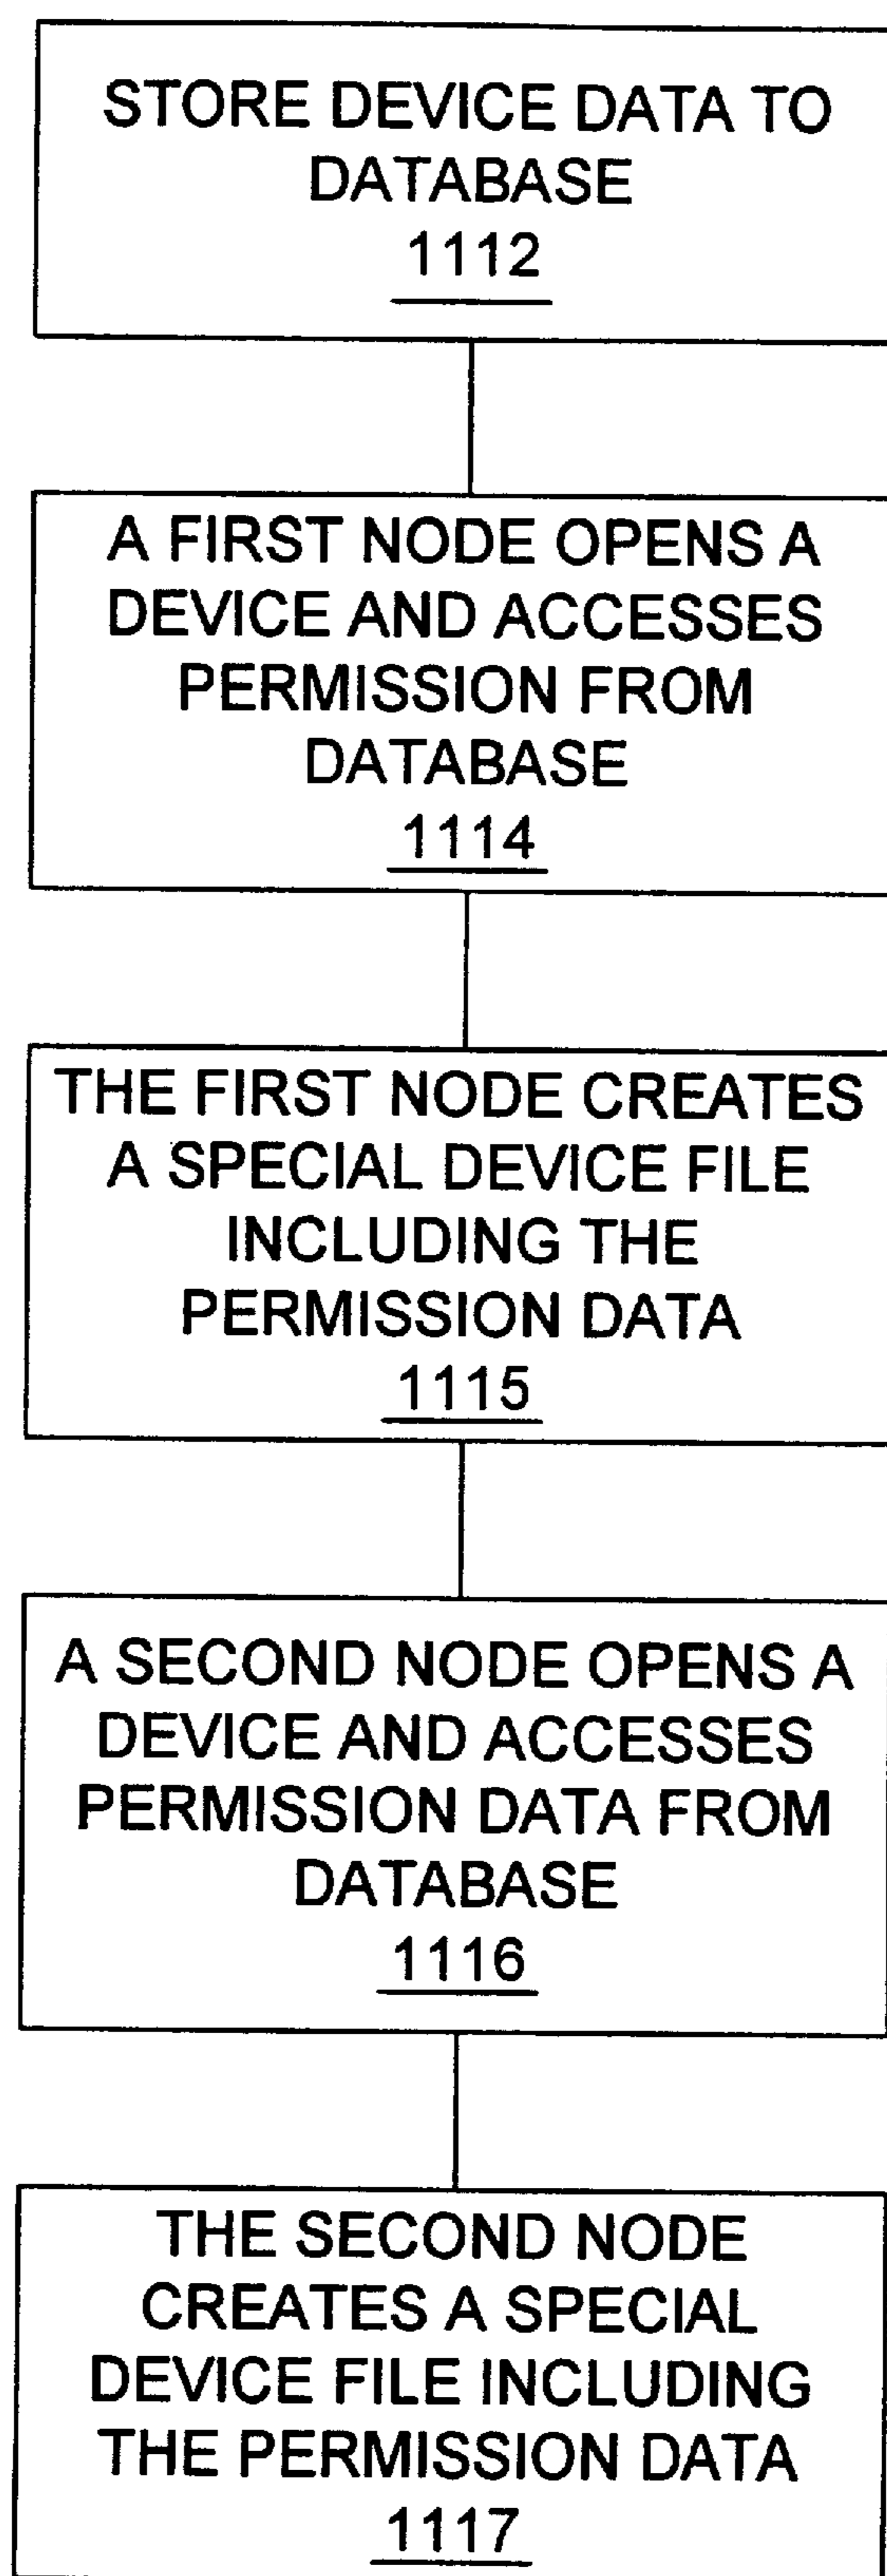 STORE DEVICE DATA TO
DATABASE
1112
A FIRST NODE OPENS A
DEVICE AND ACCESSES
PERMISSION FROM
DATABASE
1114
THE FIRST NODE CREATES
A SPECIAL DEVICE FILE
INCLUDING THE
PERMISSION DATA
1115
A SECOND NODE OPENS A
DEVICE AND ACCESSES
PERMISSION DATA FROM
DATABASE
1116
THE SECOND NODE
CREATES A SPECIAL
DEVICE FILE INCLUDING
THE PERMISSION DATA
1117